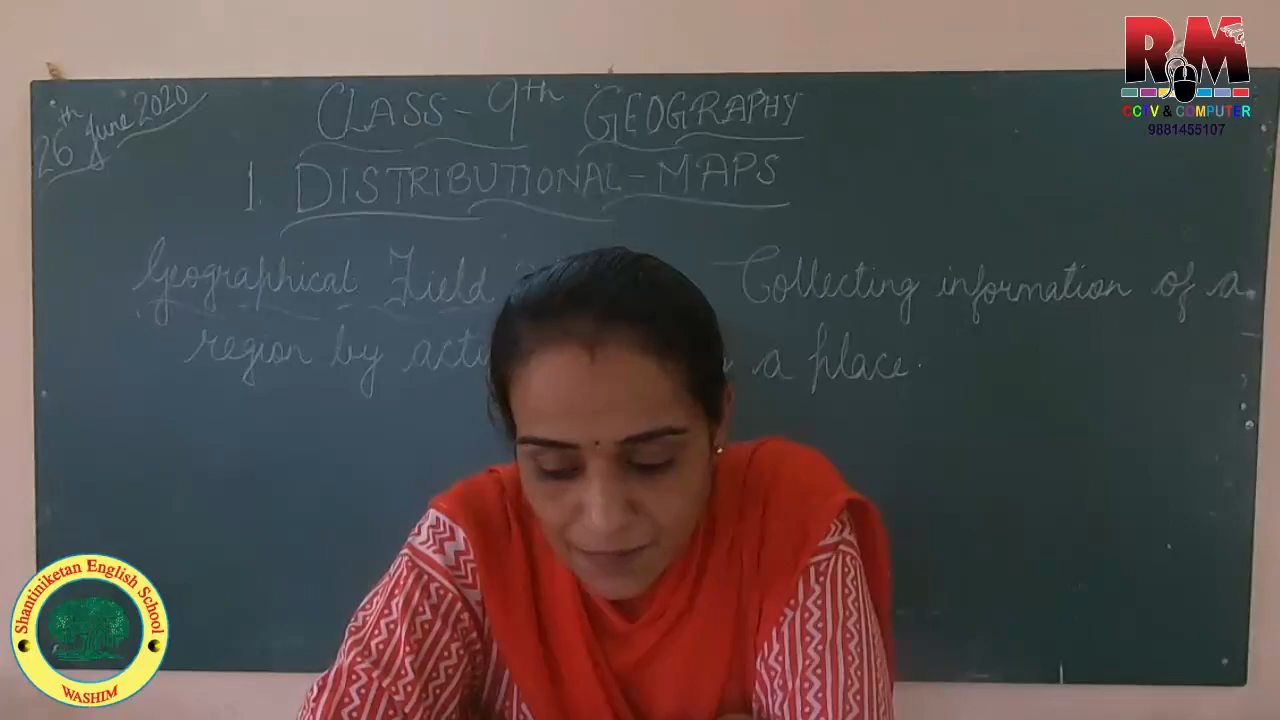 26th June 2020
CLASS - 9th GEOGRAPHY
1. DISTRIBUTIONAL - MAPS
Geographical Field Collecting information of a
region by a place.
RM
CCTV & COMPUTER
9881455107
Shantiniketan English School
WASHIM